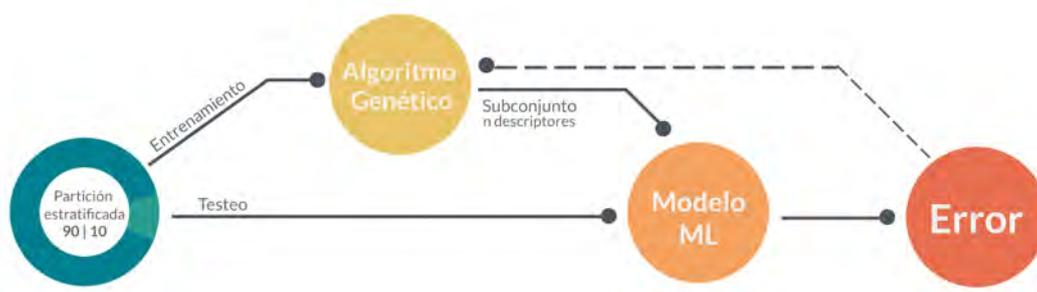 Algoritmo
Genético
Entrenamiento
Subconjunto
n descriptores
Partición
estratificada
90 | 10
Testeo
Modelo
ML
Error